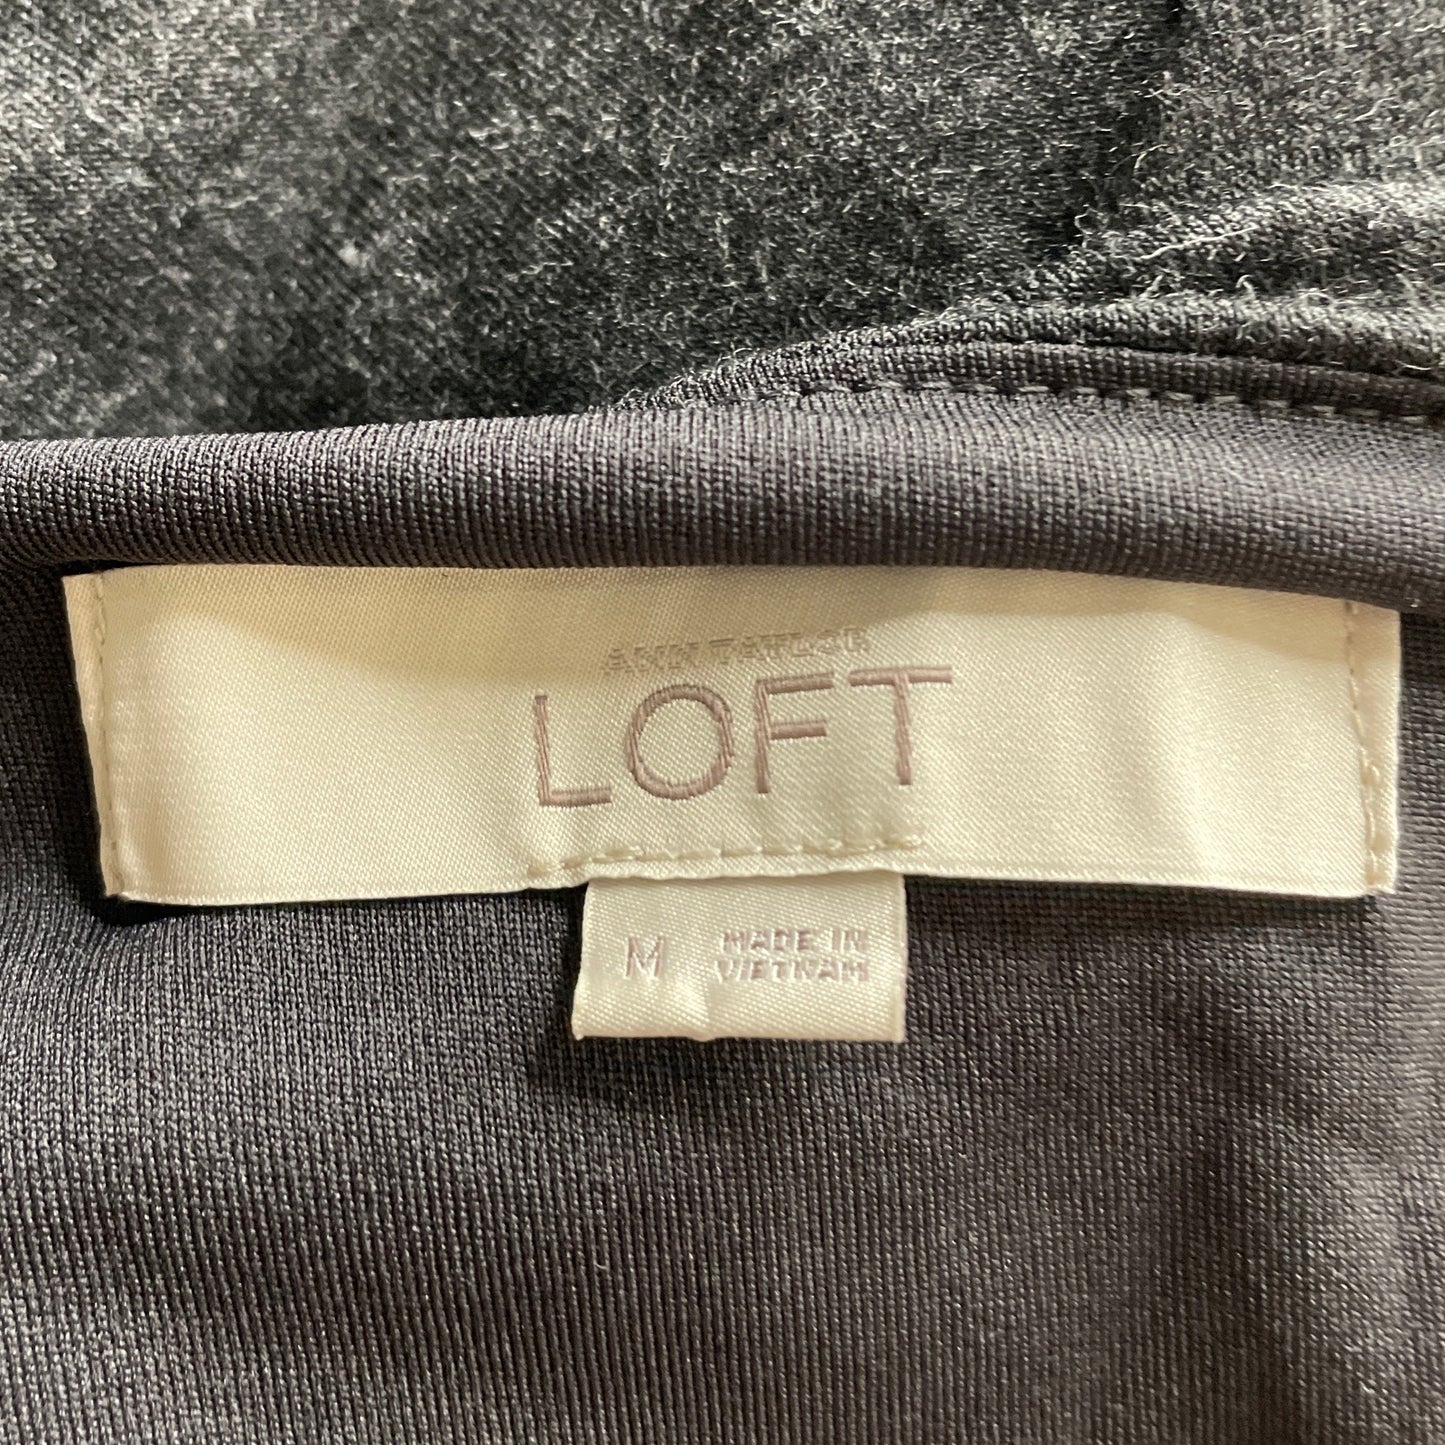 ANN TAYLOR
LOFT
M
MADE IN
VIETNAM